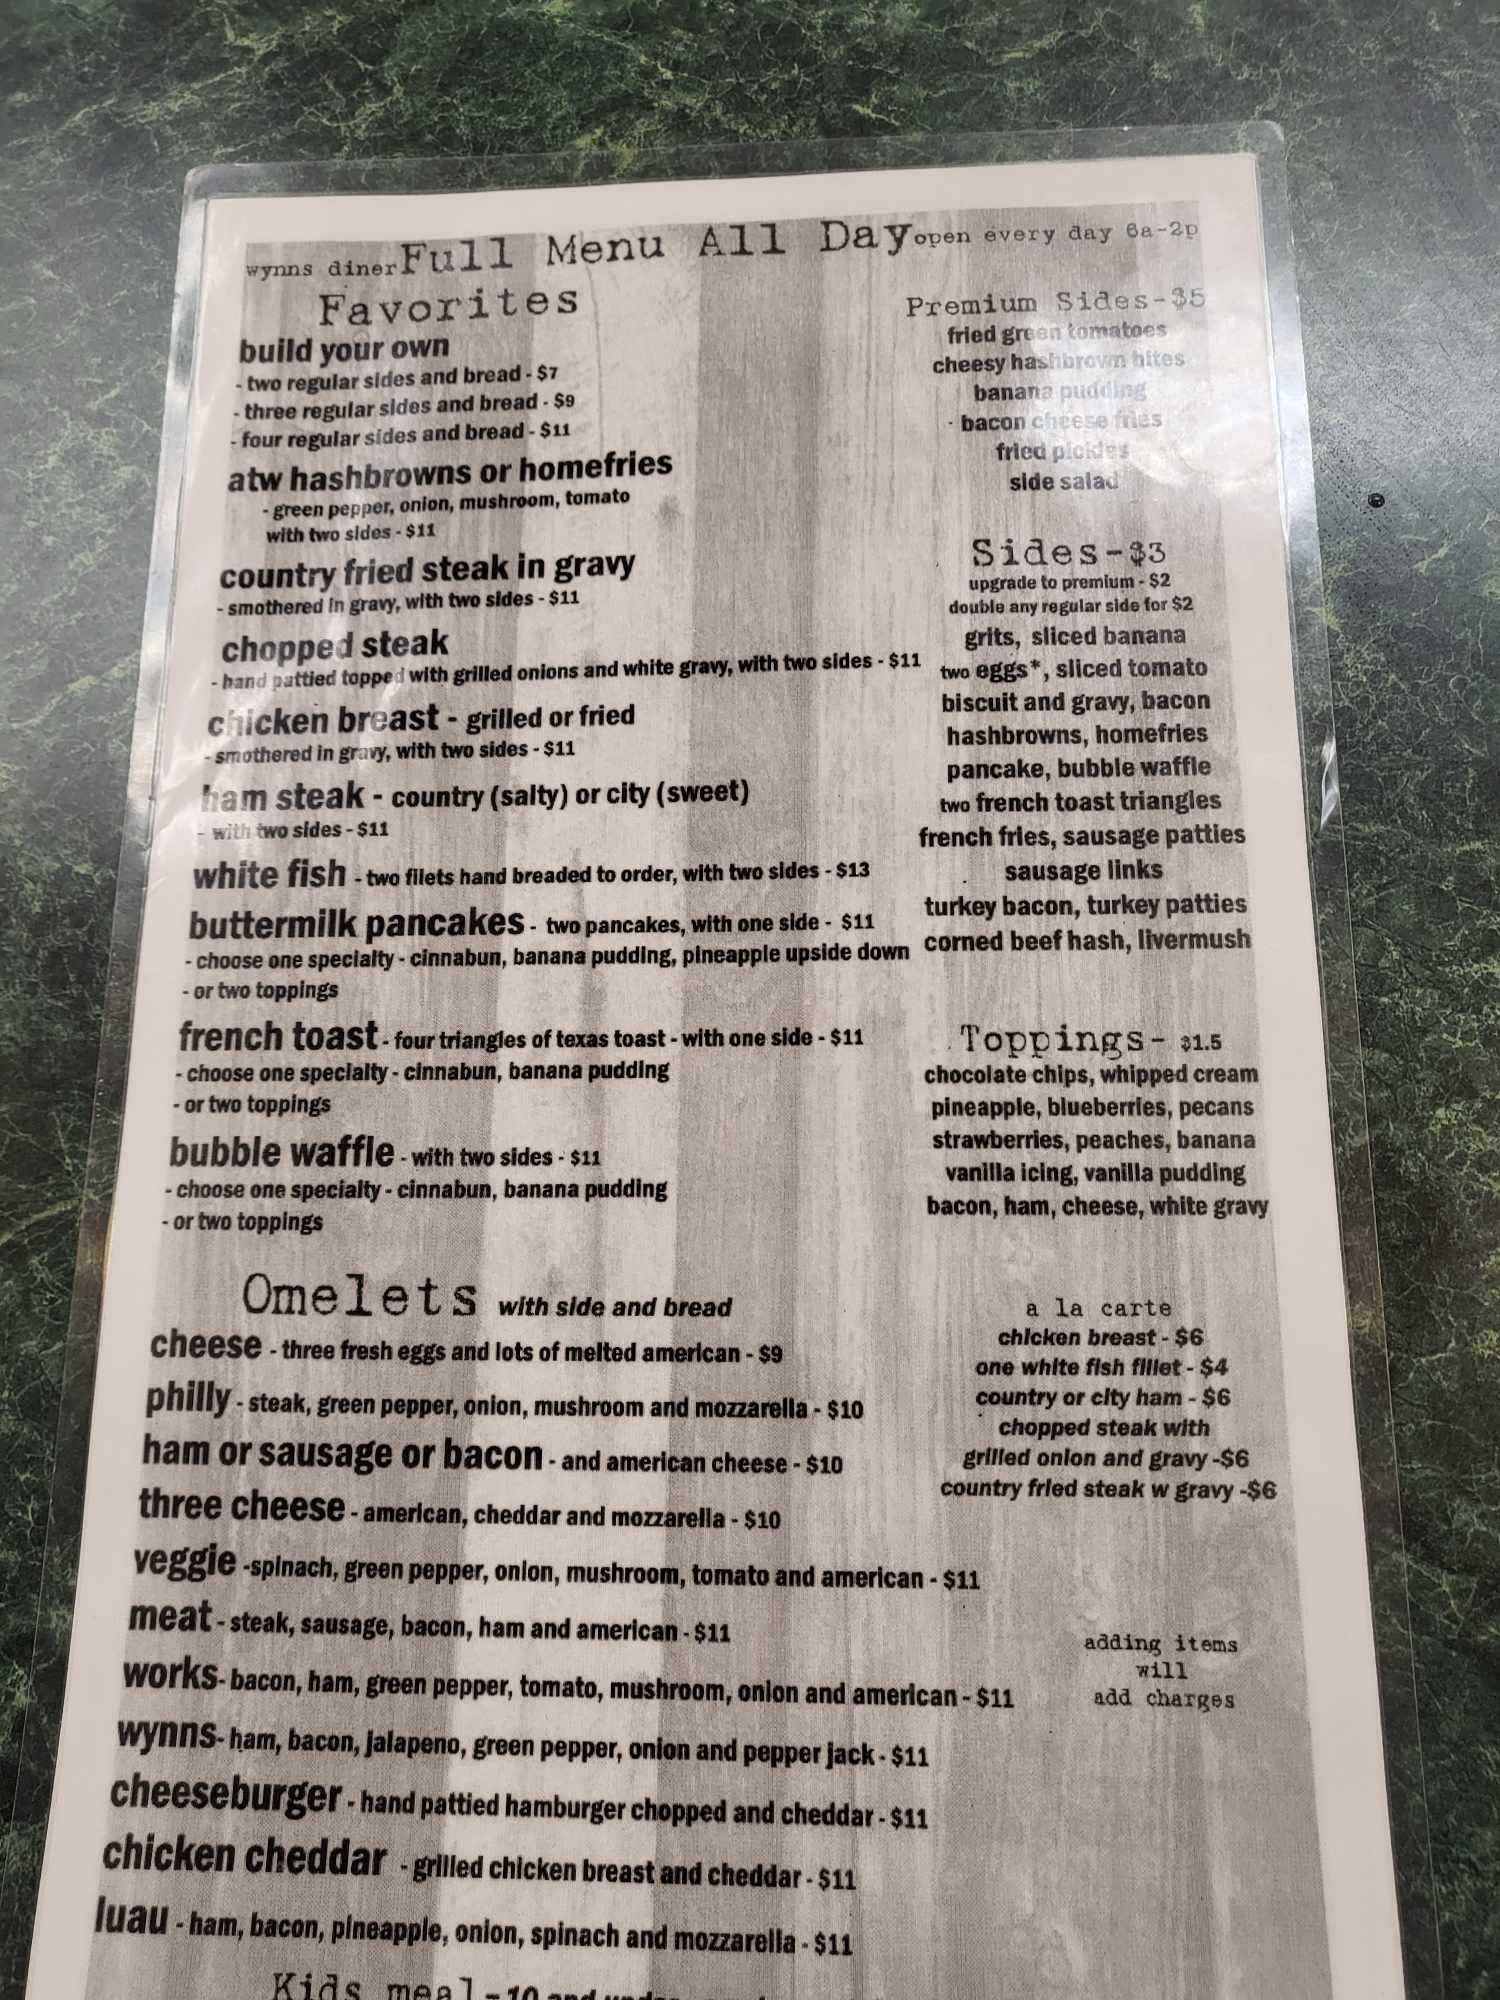 wynns diner Full Menu All Day open every day 6a-2p
Favorites
build your own
- two regular sides and bread - $7
- three regular sides and bread - $9
- four regular sides and bread - $11
atw hashbrowns or homefries
- green pepper, onion, mushroom, tomato
with two sides - $11
country fried steak in gravy
- smothered in gravy, with two sides - $11
chopped steak
- hand pattied topped with grilled onions and white gravy, with two sides - $11
chicken breast - grilled or fried
- smothered in gravy, with two sides - $11
ham steak - country (salty) or city (sweet)
- with two sides - $11
white fish - two filets hand breaded to order, with two sides - $13
buttermilk pancakes - two pancakes, with one side - $11
- choose one specialty - cinnabun, banana pudding, pineapple upside down
- or two toppings
french toast - four triangles of texas toast - with one side - $11
- choose one specialty - cinnabun, banana pudding
- or two toppings
bubble waffle - with two sides - $11
- choose one specialty - cinnabun, banana pudding
- or two toppings
Omelets with side and bread
cheese - three fresh eggs and lots of melted american - $9
philly - steak, green pepper, onion, mushroom and mozzarella - $10
ham or sausage or bacon - and american cheese - $10
three cheese - american, cheddar and mozzarella - $10
veggie -spinach, green pepper, onion, mushroom, tomato and american - $11
meat - steak, sausage, bacon, ham and american - $11
works- bacon, ham, green pepper, tomato, mushroom, onion and american - $11
wynns- ham, bacon, jalapeno, green pepper, onion and pepper jack - $11
cheeseburger - hand pattied hamburger chopped and cheddar - $11
chicken cheddar - grilled chicken breast and cheddar - $11
luau - ham, bacon, pineapple, onion, spinach and mozzarella - $11
Kids meal - 10 and under
Premium Sides-$5
fried green tomatoes
cheesy hashbrown bites
banana pudding
bacon cheese fries
fried pickles
side salad
Sides-$3
upgrade to premium - $2
double any regular side for $2
grits, sliced banana
two eggs*, sliced tomato
biscuit and gravy, bacon
hashbrowns, homefries
pancake, bubble waffle
two french toast triangles
french fries, sausage patties
sausage links
turkey bacon, turkey patties
corned beef hash, livermush
Toppings- $1.5
chocolate chips, whipped cream
pineapple, blueberries, pecans
strawberries, peaches, banana
vanilla icing, vanilla pudding
bacon, ham, cheese, white gravy
a la carte
chicken breast - $6
one white fish fillet - $4
country or city ham - $6
chopped steak with
grilled onion and gravy -$6
country fried steak w gravy -$6
adding items
will
add charges